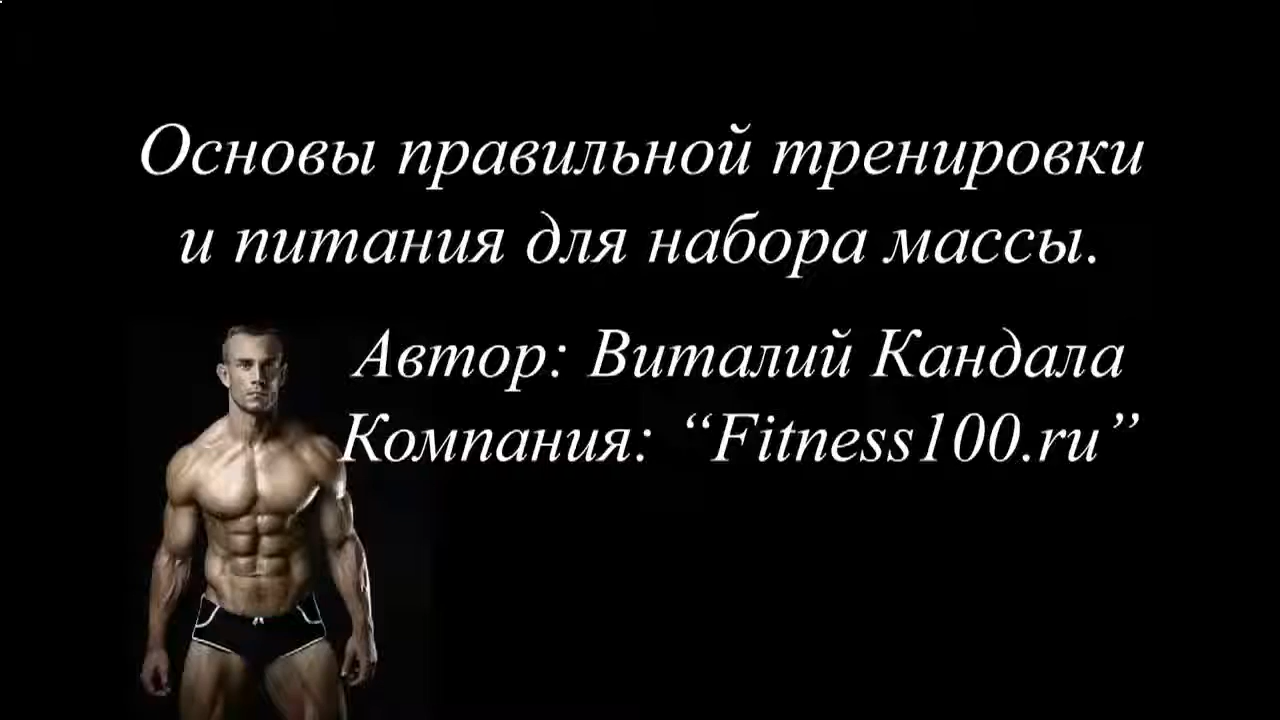 Основы правильной тренировки
и питания для набора массы.
Автор: Виталий Кандала
Компания: “Fitness100.ru”